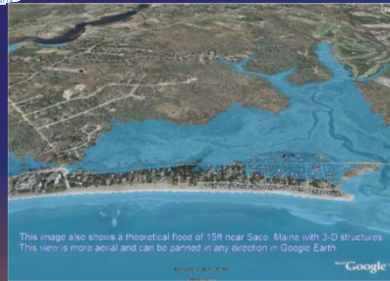 This image also shows a theoretical flood of 15ft near Saco, Maine with 3-D structures.
This view is more aerial and can be panned in any direction in Google Earth.
Google